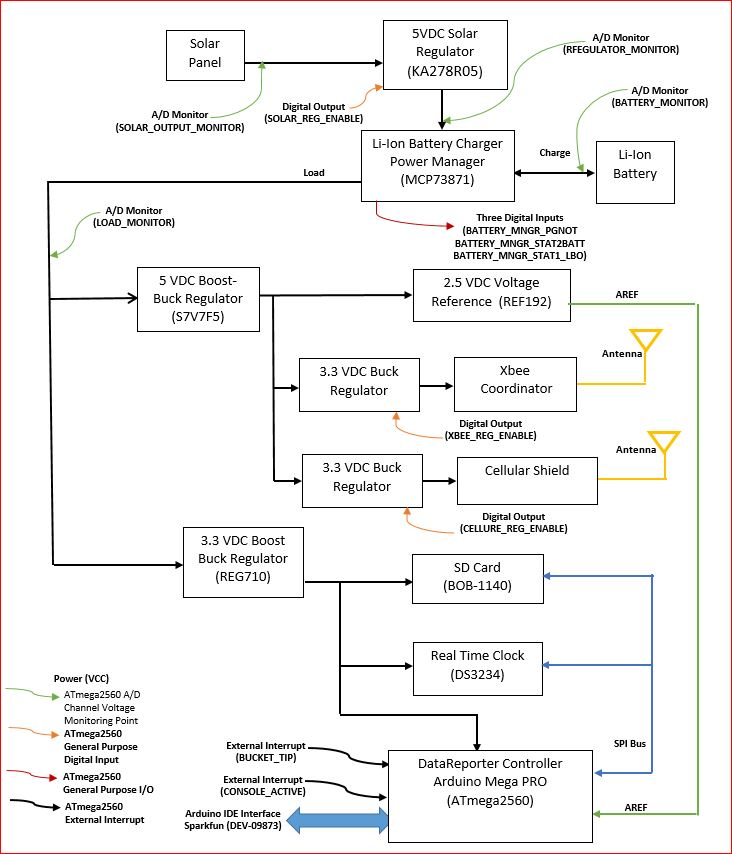 Solar
Panel
5VDC Solar
Regulator
(KA278R05)
A/D Monitor
(RFEGULATOR_MONITOR)
A/D Monitor
(SOLAR_OUTPUT_MONITOR)
Digital Output
(SOLAR_REG_ENABLE)
A/D Monitor
(BATTERY_MONITOR)
Li-Ion Battery Charger
Power Manager
(MCP73871)
Charge
Li-Ion
Battery
Load
A/D Monitor
(LOAD_MONITOR)
Three Digital Inputs
(BATTERY_MNGR_PGNOT
BATTERY_MNGR_STAT2BATT
BATTERY_MNGR_STAT1_LBO)
5 VDC Boost-
Buck Regulator
(S7V7F5)
2.5 VDC Voltage
Reference (REF192)
AREF
Antenna
3.3 VDC Buck
Regulator
Xbee
Coordinator
Digital Output
(XBEE_REG_ENABLE)
Antenna
3.3 VDC Buck
Regulator
Cellular Shield
Digital Output
(CELLURE_REG_ENABLE)
3.3 VDC Boost
Buck Regulator
(REG710)
SD Card
(BOB-1140)
Real Time Clock
(DS3234)
SPI Bus
Power (VCC)
ATmega2560 A/D
Channel Voltage
Monitoring Point
ATmega2560
General Purpose
Digital Input
ATmega2560
General Purpose I/O
ATmega2560
External Interrupt
External Interrupt
(BUCKET_TIP)
External Interrupt
(CONSOLE_ACTIVE)
Arduino IDE Interface
Sparkfun (DEV-09873)
DataReporter Controller
Arduino Mega PRO
(ATmega2560)
AREF